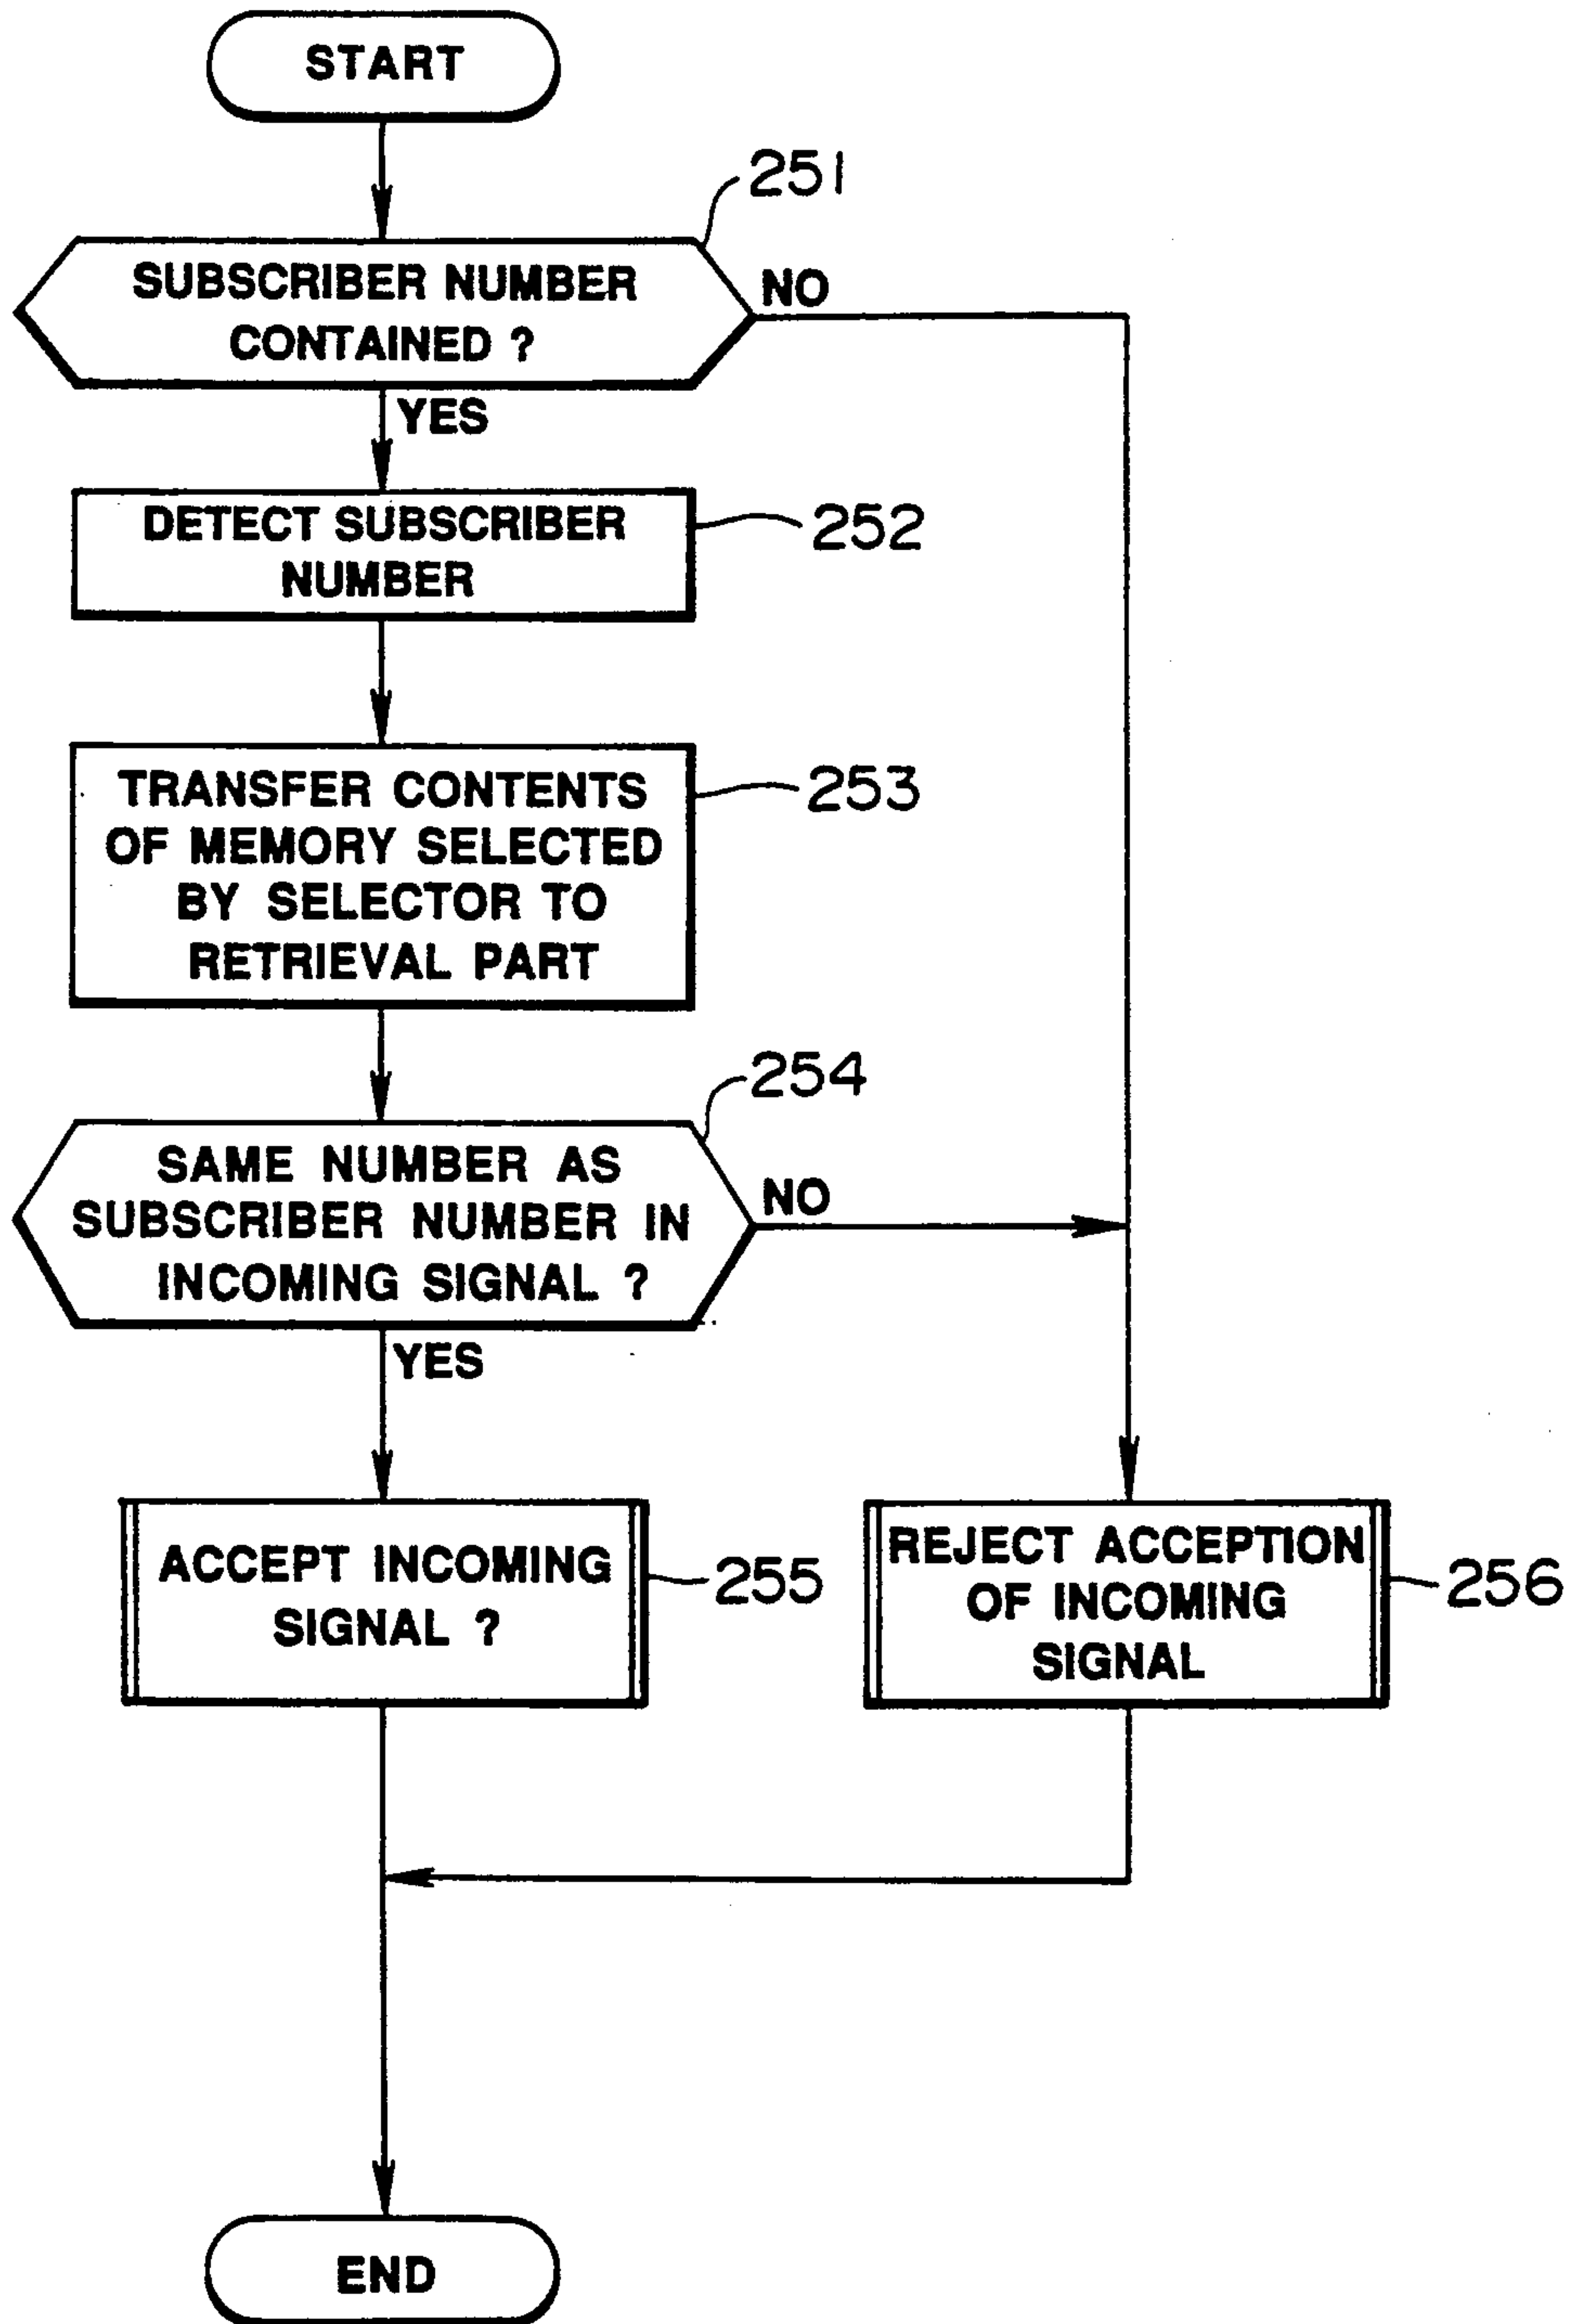 START
251
SUBSCRIBER NUMBER
CONTAINED ?
NO
YES
DETECT SUBSCRIBER
NUMBER
252
TRANSFER CONTENTS
OF MEMORY SELECTED
BY SELECTOR TO
RETRIEVAL PART
253
254
SAME NUMBER AS
SUBSCRIBER NUMBER IN
INCOMING SIGNAL ?
NO
YES
ACCEPT INCOMING
SIGNAL ?
255
REJECT ACCEPTION
OF INCOMING
SIGNAL
256
END